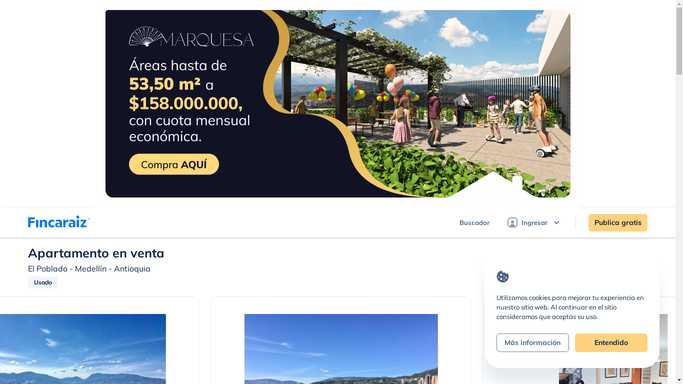 MARQUESA
Áreas hasta de
53,50 m² a
$158.000.000,
con cuota mensual
económica.
Compra AQUÍ
Fincaraiz
Buscador
Ingresar
Publica gratis
Apartamento en venta
El Poblado - Medellín - Antioquia
Usado
Utilizamos cookies para mejorar tu experiencia en
nuestro sitio web. Al continuar en el sitio
consideramos que aceptas su uso.
Más información
Entendido